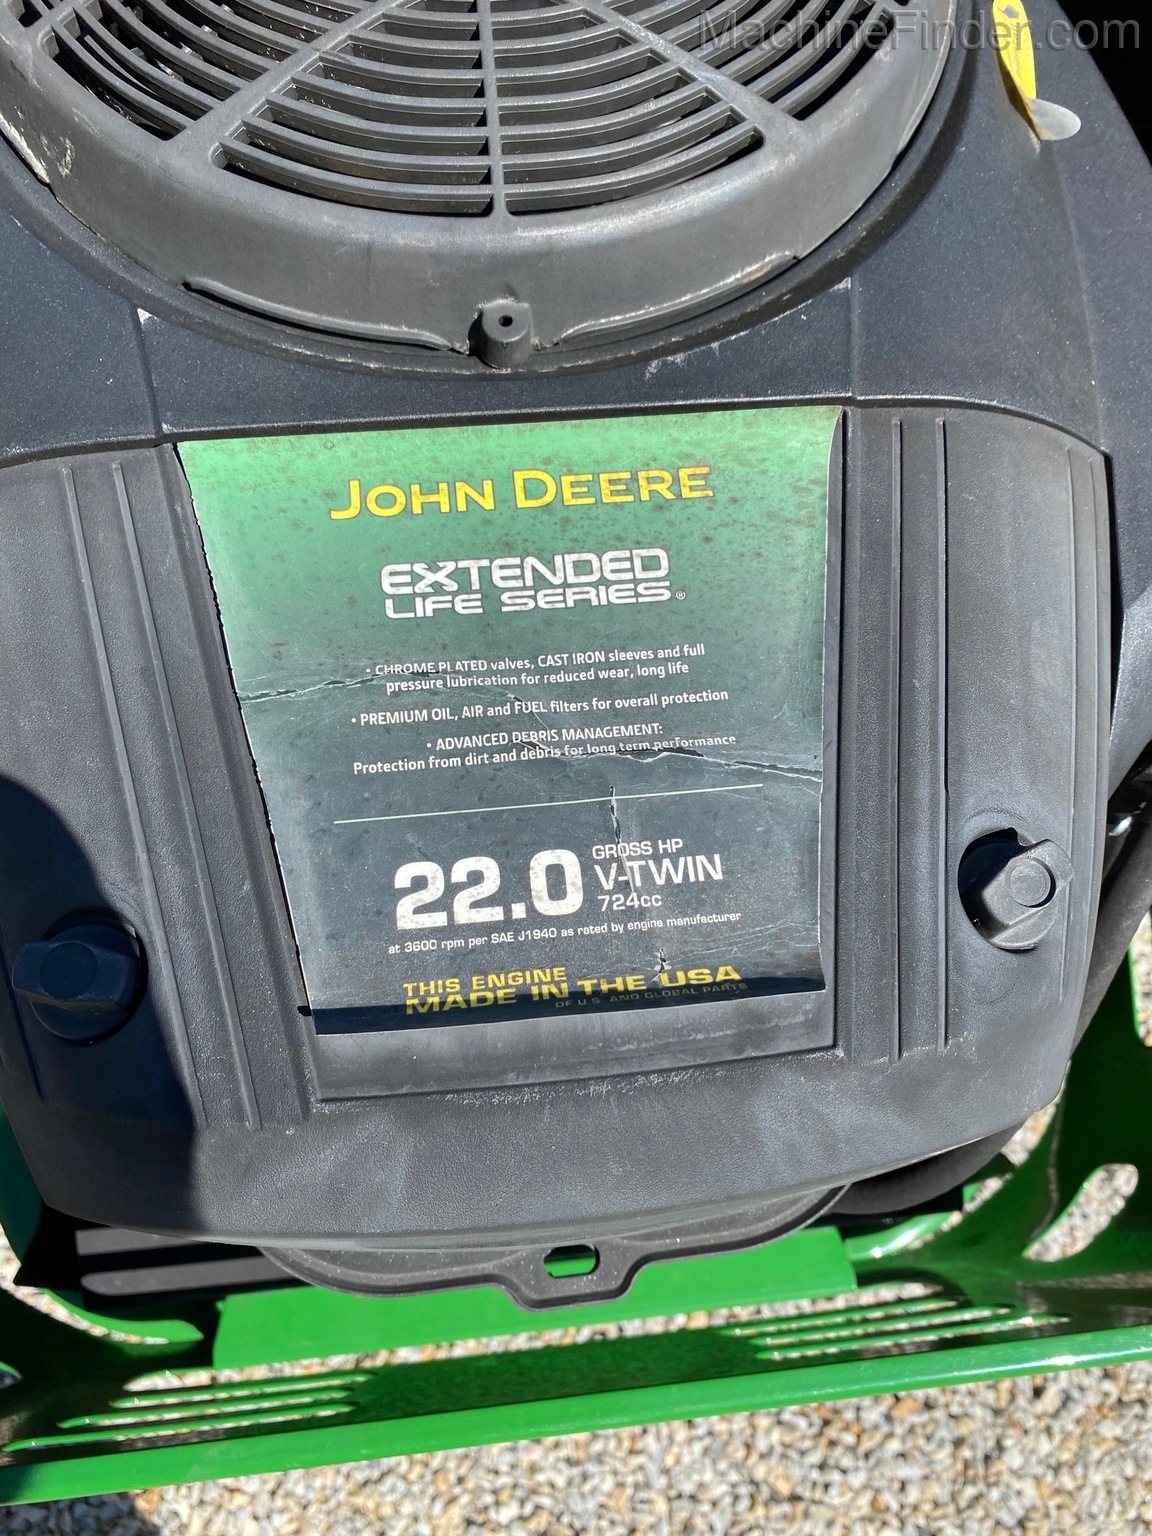 MachineFinder.com
JOHN DEERE
EXTENDED
LIFE SERIES®
• CHROME PLATED valves, CAST IRON sleeves and full
pressure lubrication for reduced wear, long life
• PREMIUM OIL, AIR and FUEL filters for overall protection
• ADVANCED DEBRIS MANAGEMENT:
Protection from dirt and debris for long term performance
22.0 GROSS HP
V-TWIN
724cc
at 3600 rpm per SAE J1940 as rated by engine manufacturer
THIS ENGINE
MADE IN THE USA
OF U.S. AND GLOBAL PARTS